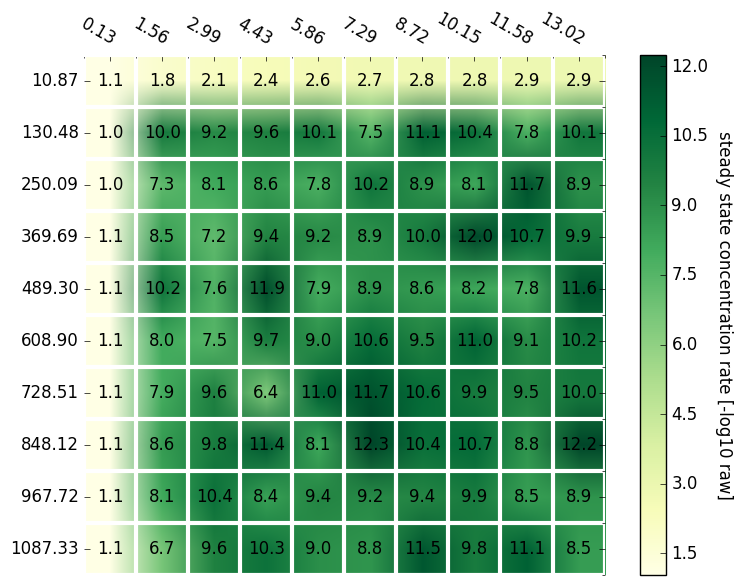 0.13 1.56 2.99 4.43 5.86 7.29 8.72 10.15 11.58 13.02
10.87 1.1 1.8 2.1 2.4 2.6 2.7 2.8 2.8 2.9 2.9
130.48 1.0 10.0 9.2 9.6 10.1 7.5 11.1 10.4 7.8 10.1
250.09 1.0 7.3 8.1 8.6 7.8 10.2 8.9 8.1 11.7 8.9
369.69 1.1 8.5 7.2 9.4 9.2 8.9 10.0 12.0 10.7 9.9
489.30 1.1 10.2 7.6 11.9 7.9 8.9 8.6 8.2 7.8 11.6
608.90 1.1 8.0 7.5 9.7 9.0 10.6 9.5 11.0 9.1 10.2
728.51 1.1 7.9 9.6 6.4 11.0 11.7 10.6 9.9 9.5 10.0
848.12 1.1 8.6 9.8 11.4 8.1 12.3 10.4 10.7 8.8 12.2
967.72 1.1 8.1 10.4 8.4 9.4 9.2 9.4 9.9 8.5 8.9
1087.33 1.1 6.7 9.6 10.3 9.0 8.8 11.5 9.8 11.1 8.5
12.0
10.5
9.0
7.5
6.0
4.5
3.0
1.5
steady state concentration rate [-log10 raw]